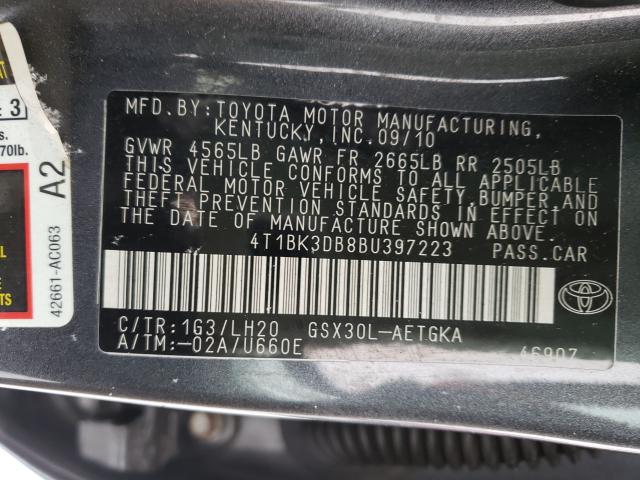 MFD. BY: TOYOTA MOTOR MANUFACTURING,
KENTUCKY, INC. 09/10
GVWR 4565LB GAWR FR 2665LB RR 2505LB
THIS VEHICLE CONFORMS TO ALL APPLICABLE
FEDERAL MOTOR VEHICLE SAFETY, BUMPER, AND
THEFT PREVENTION STANDARDS IN EFFECT ON
THE DATE OF MANUFACTURE SHOWN ABOVE.
4T1BK3DB8BU397223 PASS. CAR
C/TR: 1G3/LH20 GSX30L-AETGKA
A/TM: -02A/U660E 46907
3
70lb.
A2
42661-AC063